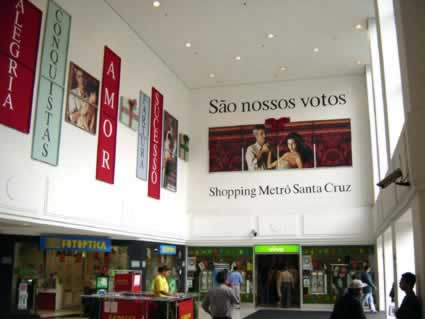 ALEGRIA
CONQUISTAS
AMOR
FARTURA
SUCESSO
São nossos votos
Shopping Metrô Santa Cruz
FOTOPTICA